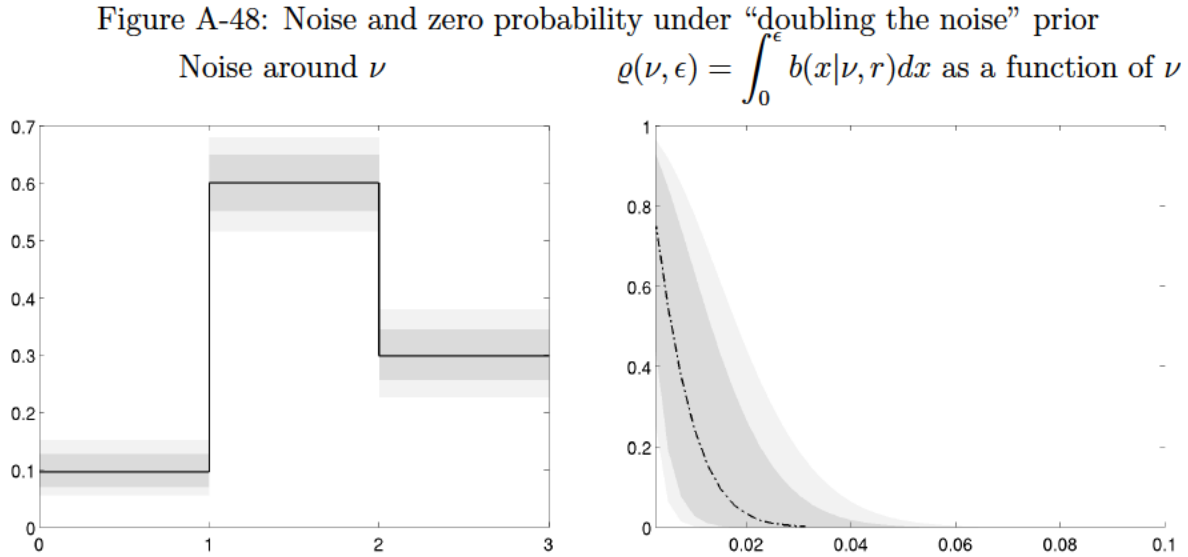 Figure A-48: Noise and zero probability under “doubling the noise” prior
Noise around ν
ϱ(ν, ϵ) = ∫₀^ϵ b(x|ν, r)dx as a function of ν
0.7
0.6
0.5
0.4
0.3
0.2
0.1
0
0 1 2 3
1
0.8
0.6
0.4
0.2
0
0.02 0.04 0.06 0.08 0.1